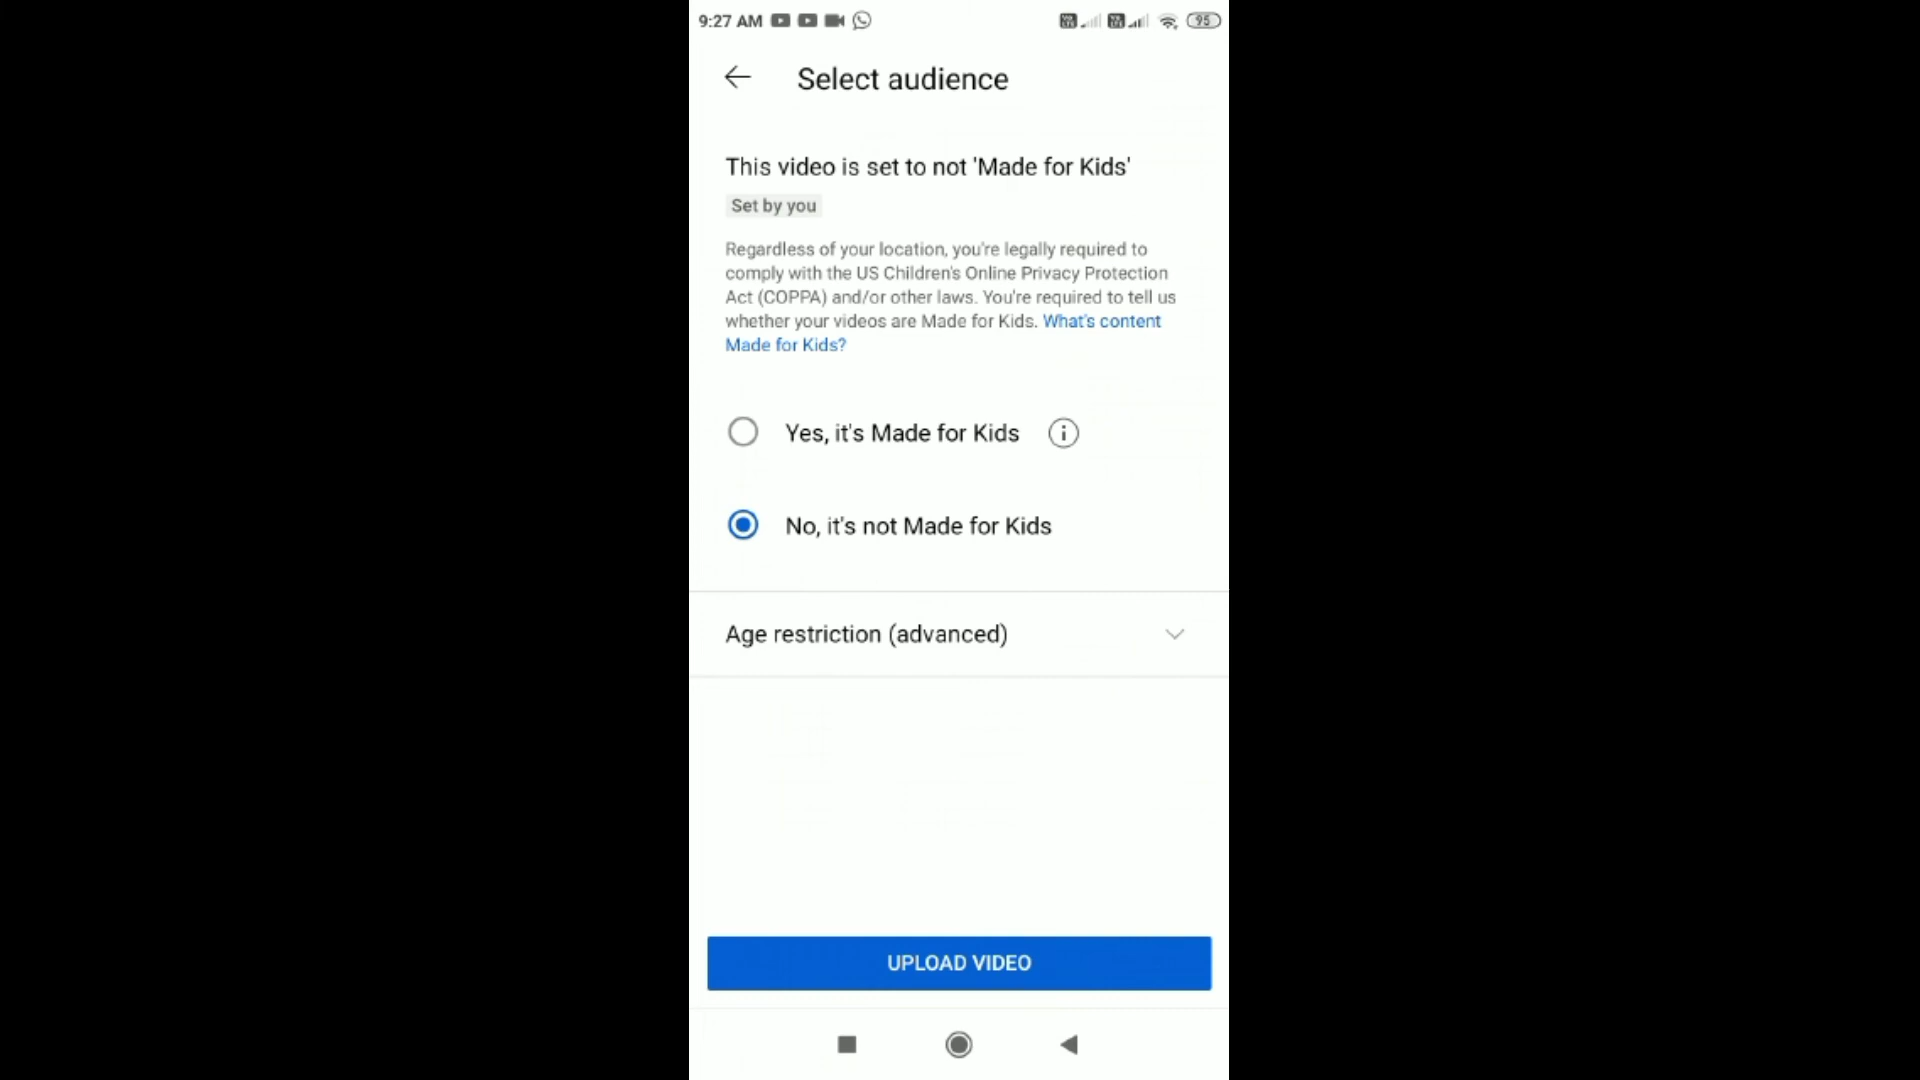 9:27 AM
95
Select audience
This video is set to not 'Made for Kids'
Set by you
Regardless of your location, you're legally required to
comply with the US Children's Online Privacy Protection
Act (COPPA) and/or other laws. You're required to tell us
whether your videos are Made for Kids. What's content
Made for Kids?
Yes, it's Made for Kids
No, it's not Made for Kids
Age restriction (advanced)
UPLOAD VIDEO